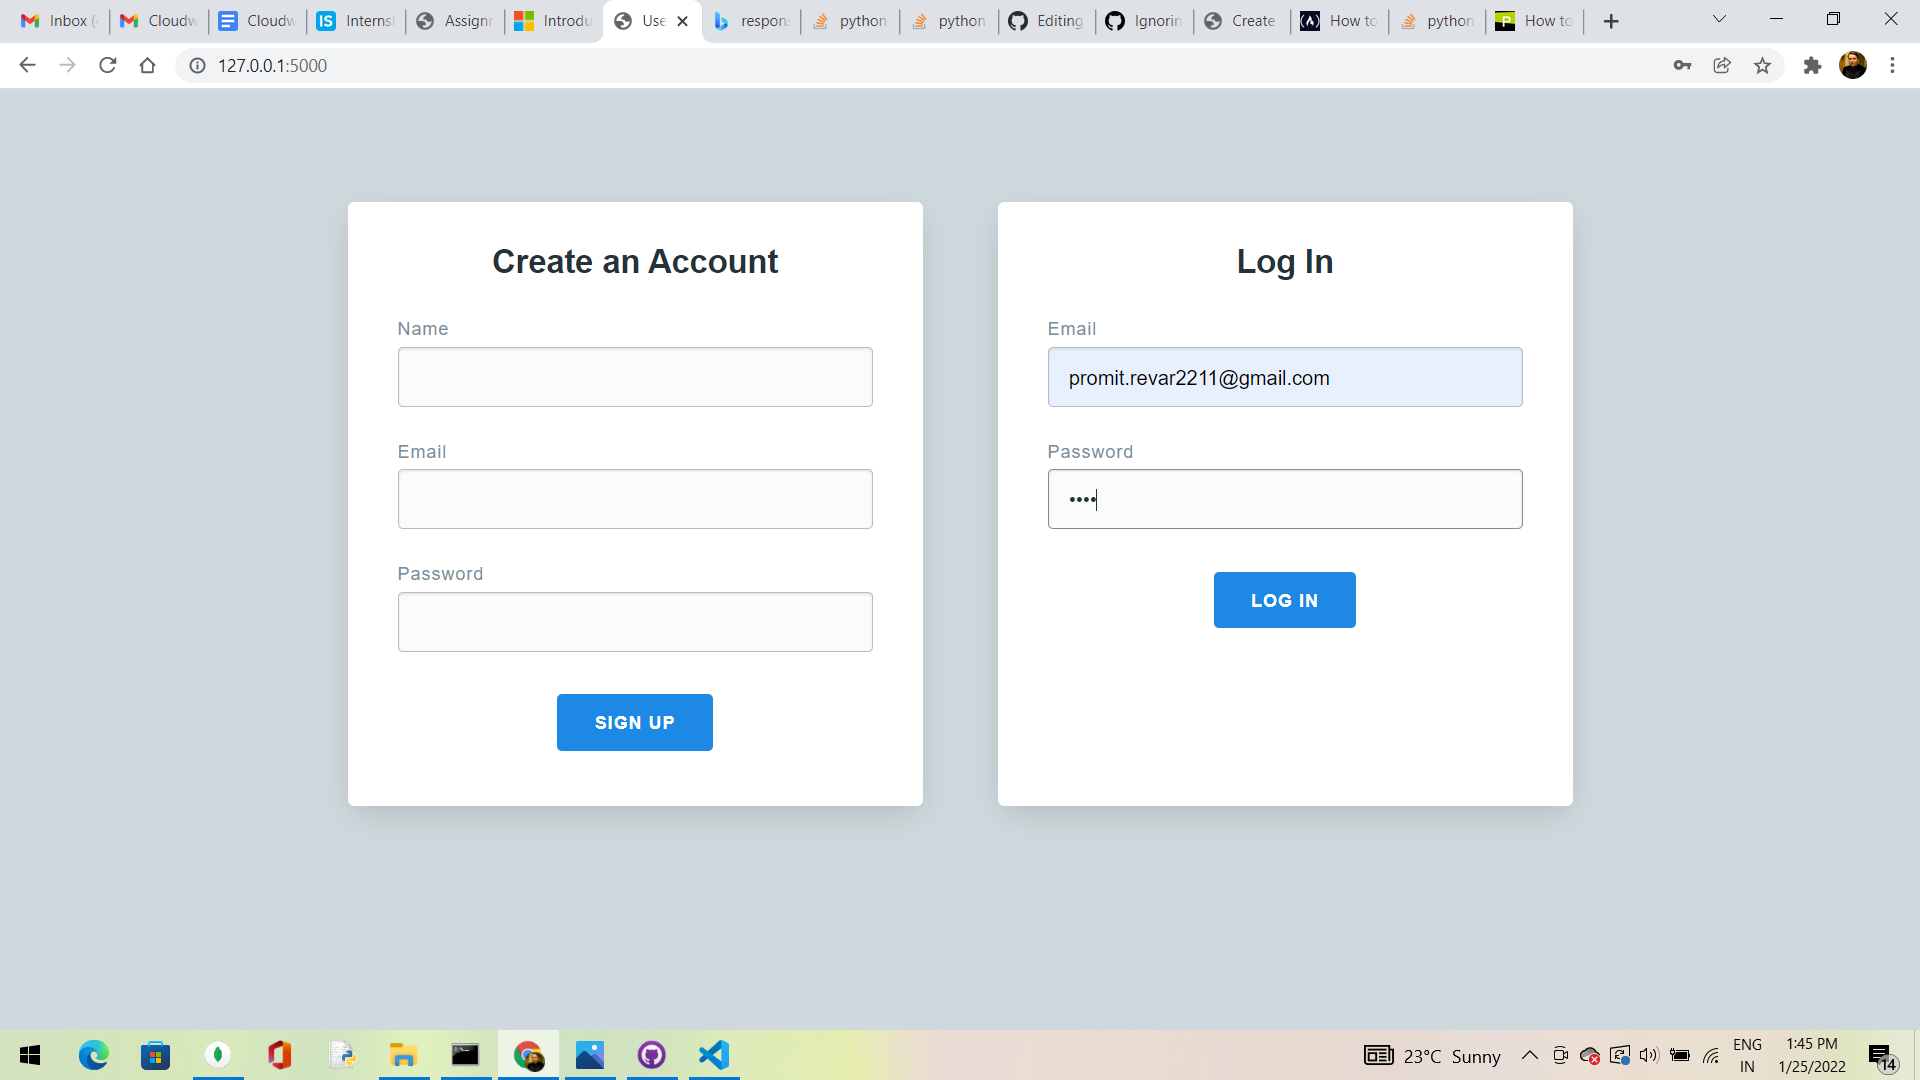 Inbox (
Cloudw
Cloudw
Interns
Assignm
Introdu
Use
respons
python
python
Editing
Ignorin
Create
How to
python
How to
127.0.0.1:5000
Create an Account
Name
Email
Password
SIGN UP
Log In
Email
promit.revar2211@gmail.com
Password
••••
LOG IN
23°C Sunny
ENG
IN
1:45 PM
1/25/2022
14